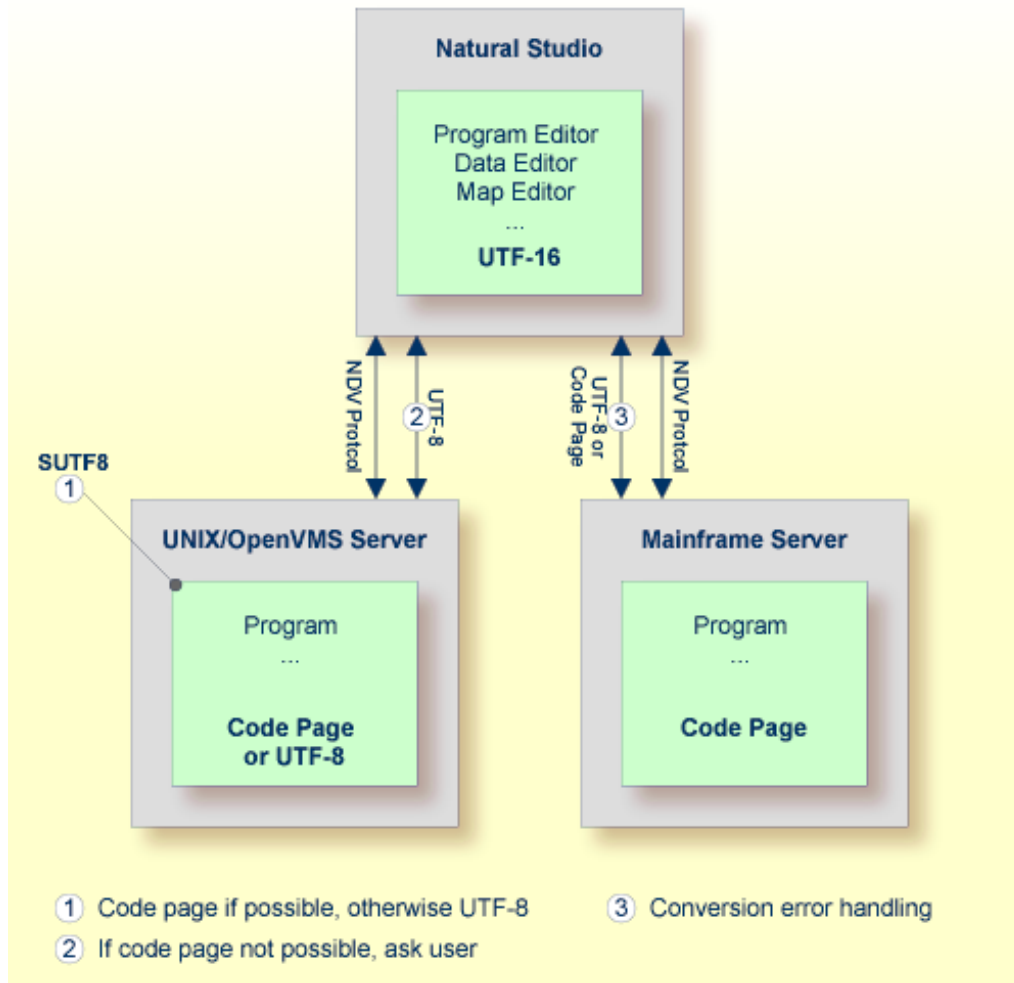 Natural Studio
Program Editor
Data Editor
Map Editor
...
UTF-16
NDV Protcol
2
UTF-8
UTF-8 or
Code Page
3
NDV Protcol
SUTF8
1
UNIX/OpenVMS Server
Program
...
Code Page
or UTF-8
Mainframe Server
Program
...
Code Page
1 Code page if possible, otherwise UTF-8
2 If code page not possible, ask user
3 Conversion error handling